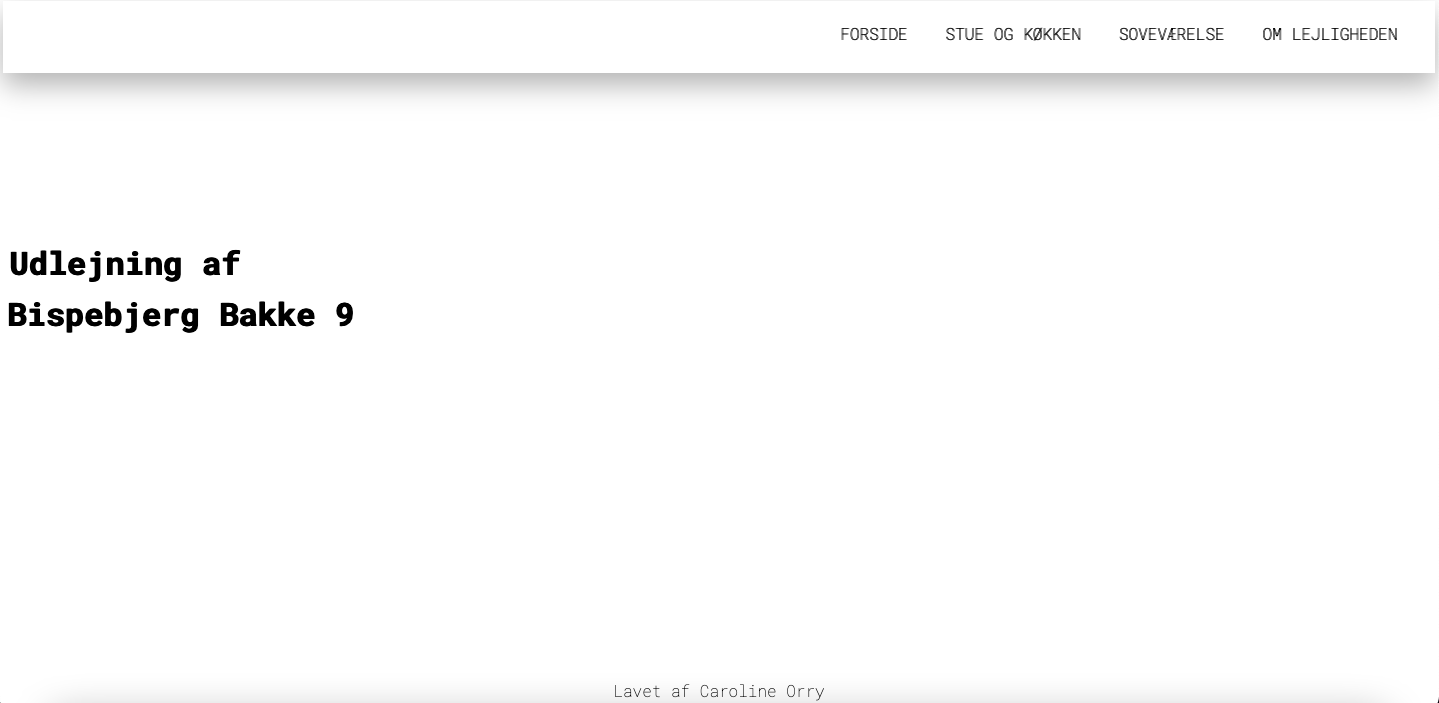 FORSIDE STUE OG KØKKEN SOVEVÆRELSE OM LEJLIGHEDEN
Udlejning af
Bispebjerg Bakke 9
Lavet af Caroline Orry